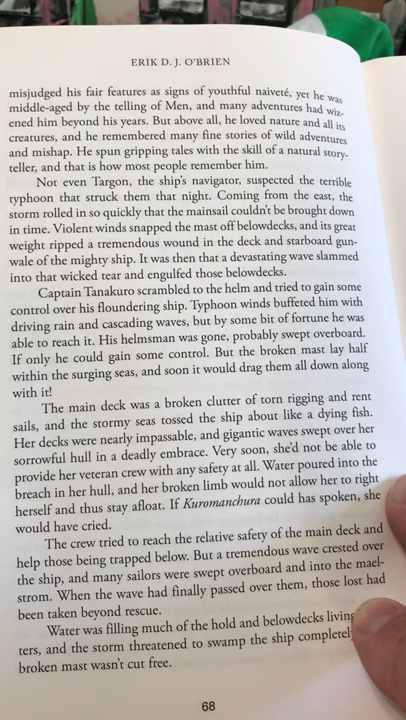 ERIK D. J. O'BRIEN
misjudged his fair features as signs of youthful naiveté, yet he was
middle-aged by the telling of Men, and many adventures had wiz-
ened him beyond his years. But above all, he loved nature and all its
creatures, and he remembered many fine stories of wild adventures
and mishap. He spun gripping tales with the skill of a natural story-
teller, and that is how most people remember him.
Not even Targon, the ship's navigator, suspected the terrible
typhoon that struck them that night. Coming from the east, the
storm rolled in so quickly that the mainsail couldn't be brought down
in time. Violent winds snapped the mast off belowdecks, and its great
weight ripped a tremendous wound in the deck and starboard gun-
wale of the mighty ship. It was then that a devastating wave slammed
into that wicked tear and engulfed those belowdecks.
Captain Tanakuro scrambled to the helm and tried to gain some
control over his floundering ship. Typhoon winds buffeted him with
driving rain and cascading waves, but by some bit of fortune he was
able to reach it. His helmsman was gone, probably swept overboard.
If only he could gain some control. But the broken mast lay half
within the surging seas, and soon it would drag them all down along
with it!
The main deck was a broken clutter of torn rigging and rent
sails, and the stormy seas tossed the ship about like a dying fish.
Her decks were nearly impassable, and gigantic waves swept over her
sorrowful hull in a deadly embrace. Very soon, she'd not be able to
provide her veteran crew with any safety at all. Water poured into the
breach in her hull, and her broken limb would not allow her to right
herself and thus stay afloat. If Kuromanchura could has spoken, she
would have cried.
The crew tried to reach the relative safety of the main deck and
help those being trapped below. But a tremendous wave crested over
the ship, and many sailors were swept overboard and into the mael-
strom. When the wave had finally passed over them, those lost had
been taken beyond rescue.
Water was filling much of the hold and belowdecks living
ters, and the storm threatened to swamp the ship completel
broken mast wasn't cut free.
68